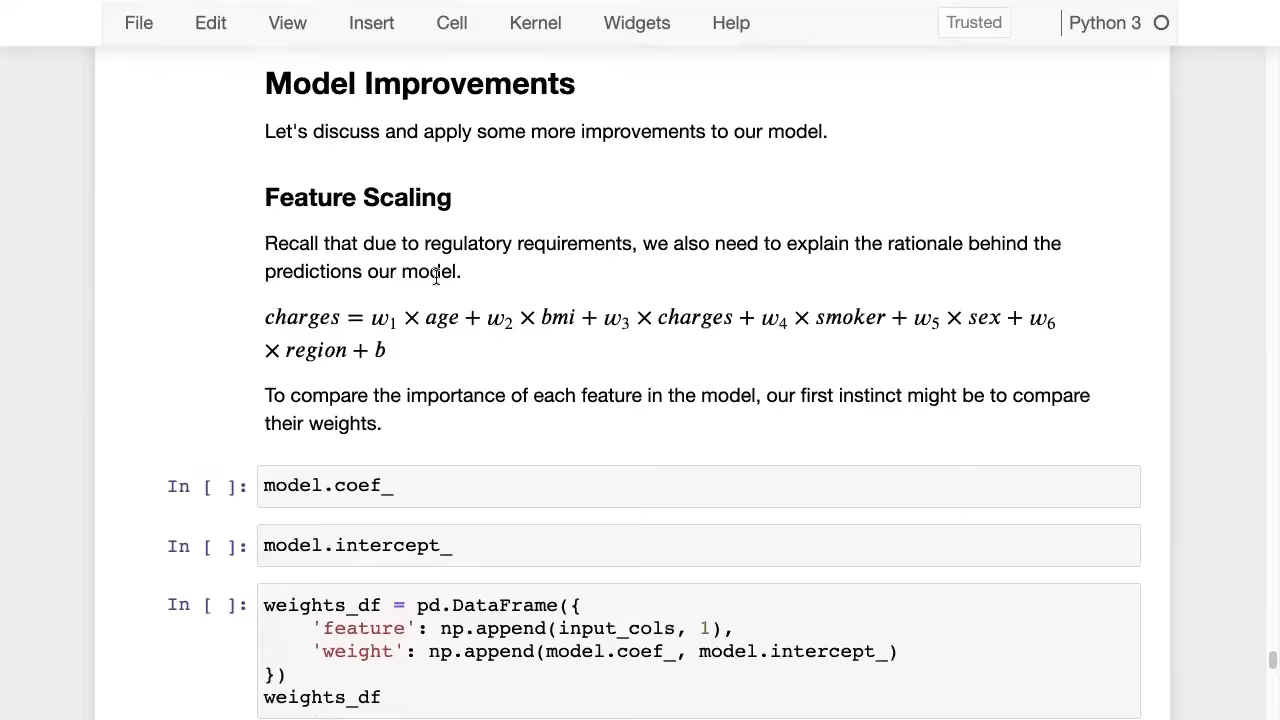 File Edit View Insert Cell Kernel Widgets Help Trusted Python 3
Model Improvements
Let's discuss and apply some more improvements to our model.
Feature Scaling
Recall that due to regulatory requirements, we also need to explain the rationale behind the
predictions our model.
charges = w₁ × age + w₂ × bmi + w₃ × charges + w₄ × smoker + w₅ × sex + w₆
× region + b
To compare the importance of each feature in the model, our first instinct might be to compare
their weights.
In [ ]: model.coef_
In [ ]: model.intercept_
In [ ]: weights_df = pd.DataFrame({
'feature': np.append(input_cols, 1),
'weight': np.append(model.coef_, model.intercept_)
})
weights_df